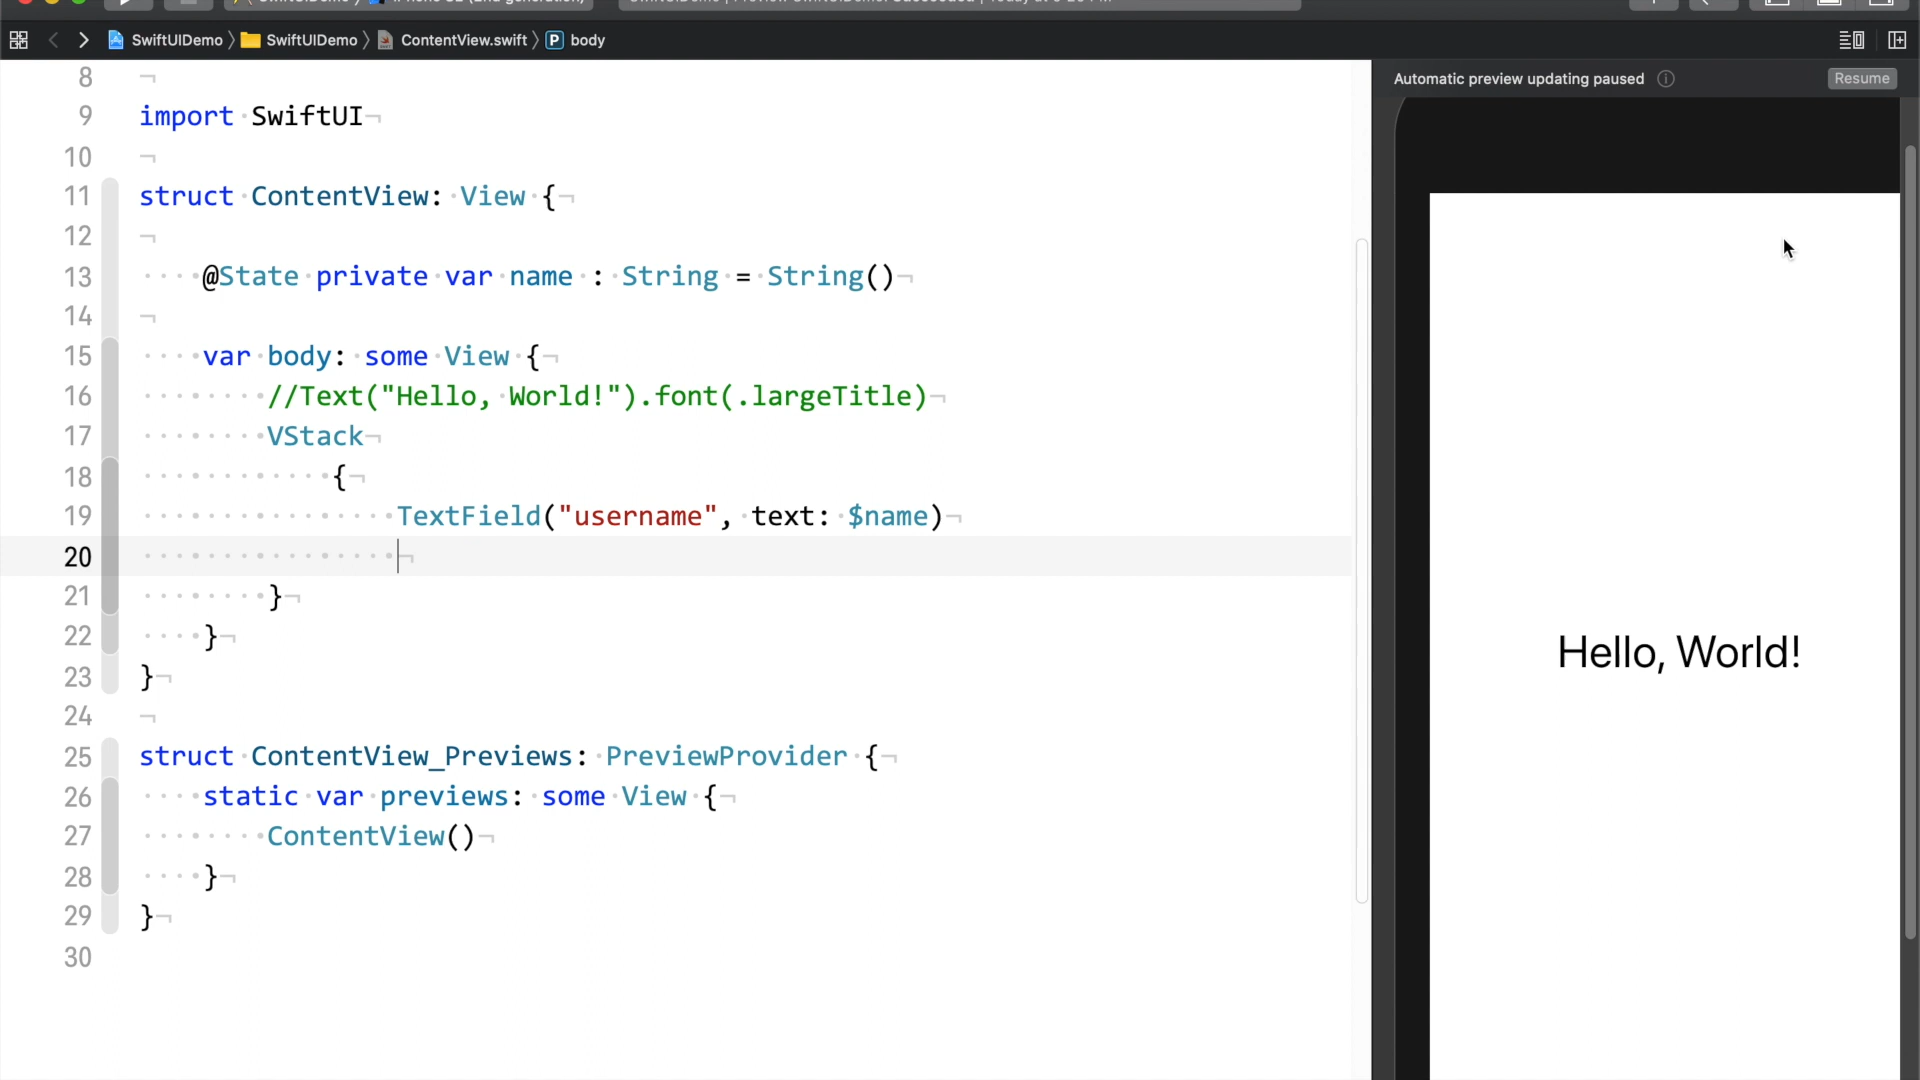 SwiftUIDemo 〉 SwiftUIDemo 〉 ContentView.swift 〉 P body
Automatic preview updating paused
Resume
8
9 import SwiftUI
10
11 struct ContentView: View {
12
13 @State private var name : String = String()
14
15 var body: some View {
16 //Text("Hello, World!").font(.largeTitle)
17 VStack
18 {
19 TextField("username", text: $name)
20
21 }
22 }
23 }
24
25 struct ContentView_Previews: PreviewProvider {
26 static var previews: some View {
27 ContentView()
28 }
29 }
30
Hello, World!